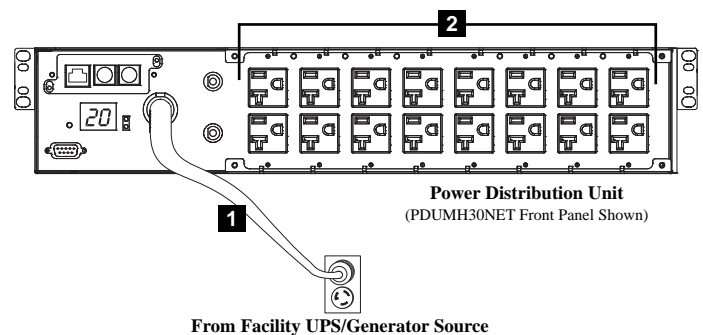 2
20
Power Distribution Unit
(PDUMH30NET Front Panel Shown)
1
From Facility UPS/Generator Source